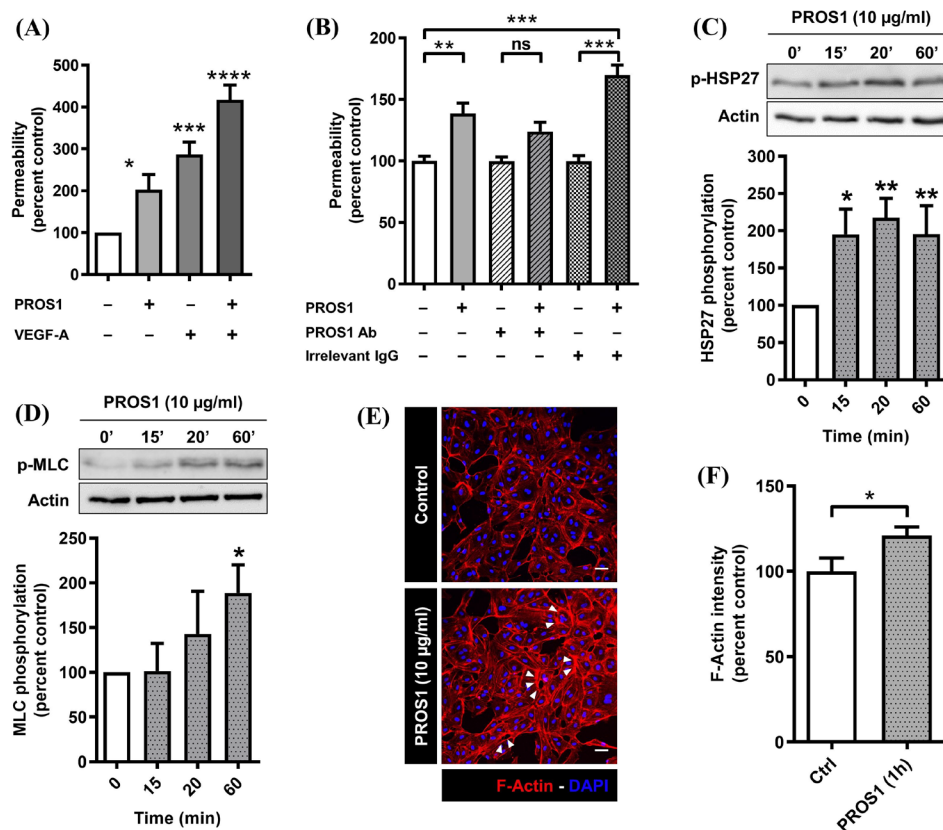 (A)
Permeability
(percent control)
500
400
300
200
100
0
*
***
****
PROS1 – + – +
VEGF-A – – + +
(B)
Permeability
(percent control)
200
150
100
50
0
***
** ns ***
PROS1 – + – + – +
PROS1 Ab – – + + – –
Irrelevant IgG – – – – + +
(C)
PROS1 (10 µg/ml)
0' 15' 20' 60'
p-HSP27
Actin
HSP27 phosphorylation
(percent control)
300
250
200
150
100
50
0
* ** **
0 15 20 60
Time (min)
(D)
PROS1 (10 µg/ml)
0' 15' 20' 60'
p-MLC
Actin
MLC phosphorylation
(percent control)
250
200
150
100
50
0
*
0 15 20 60
Time (min)
(E)
Control
PROS1 (10 µg/ml)
F-Actin - DAPI
(F)
F-Actin intensity
(percent control)
150
100
50
0
*
Ctrl
PROS1 (1h)